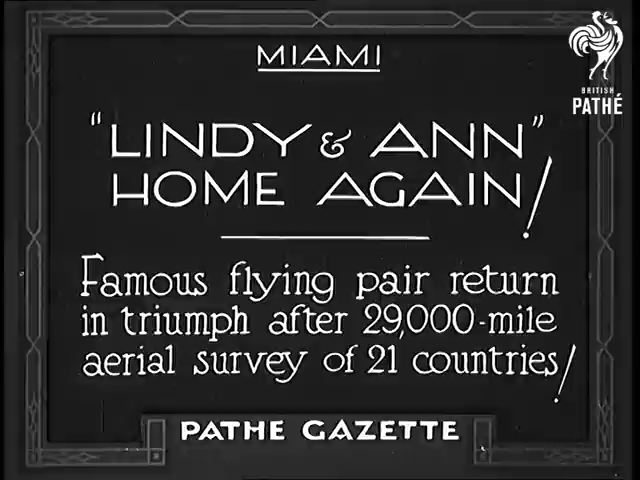 MIAMI
BRITISH
PATHÉ
"LINDY & ANN"
HOME AGAIN!
Famous flying pair return
in triumph after 29,000-mile
aerial survey of 21 countries!
PATHE GAZETTE